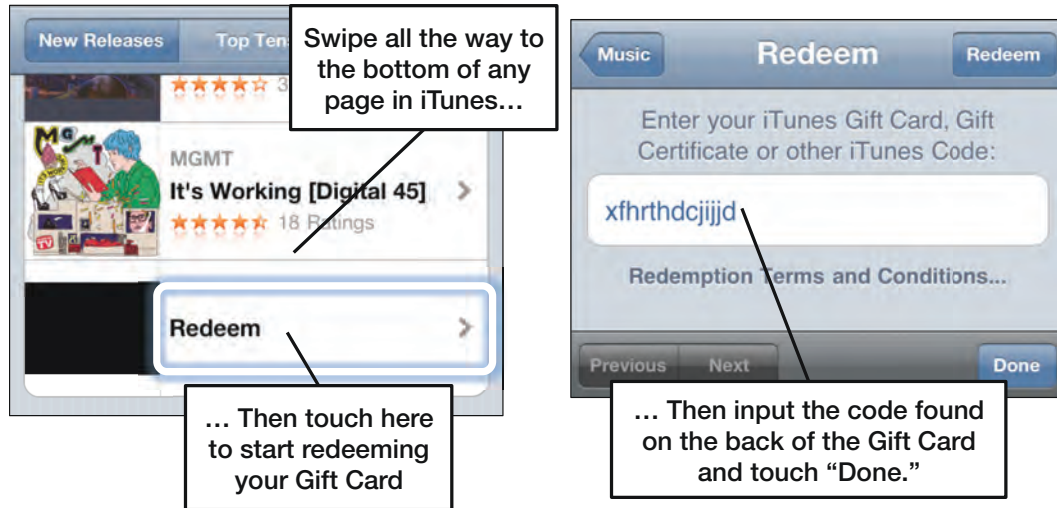 New Releases
Top Tens
Swipe all the way to
the bottom of any
page in iTunes…
3
MGMT
It's Working [Digital 45]
18 Ratings
Redeem
… Then touch here
to start redeeming
your Gift Card
Music
Redeem
Redeem
Enter your iTunes Gift Card, Gift
Certificate or other iTunes Code:
xfhrthdcjijjd
Redemption Terms and Conditions...
Previous
Next
Done
… Then input the code found
on the back of the Gift Card
and touch “Done.”